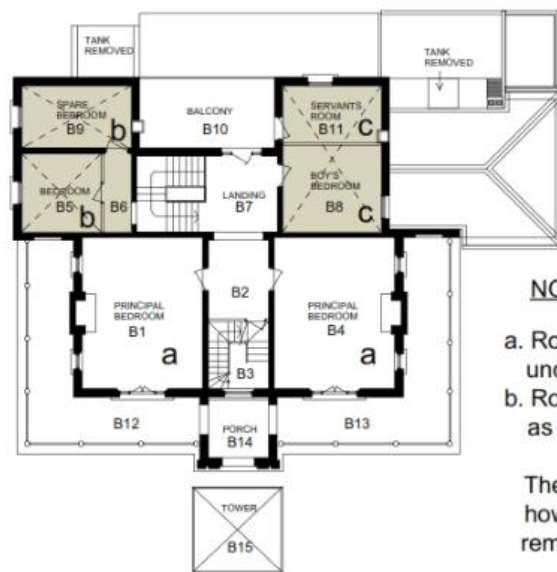 TANK
REMOVED
TANK
REMOVED
SPARE
BEDROOM
B9
b
BALCONY
B10
SERVANTS
ROOM
B11
c
X
BEDROOM
B5
b
B6
LANDING
B7
BOY'S
BEDROOM
B8
c
B2
PRINCIPAL
BEDROOM
B1
a
PRINCIPAL
BEDROOM
B4
a
B3
B12
PORCH
B14
B13
TOWER
B15
NO
a. Ro
und
b. Ro
as
The
how
rem